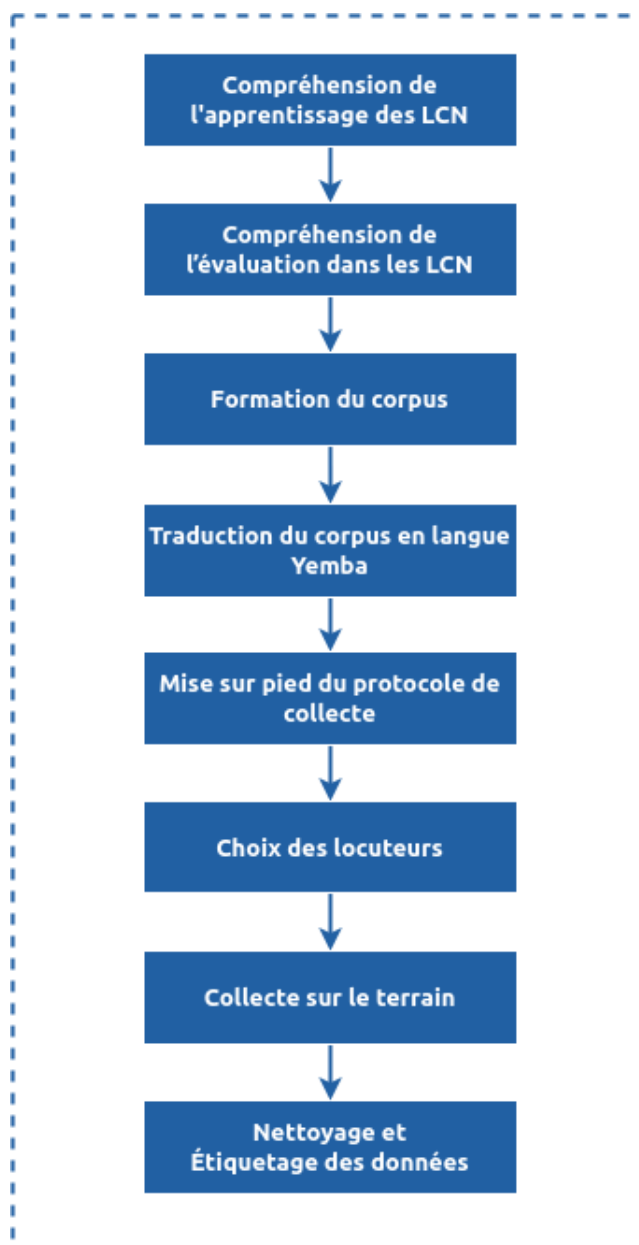 Compréhension de
l'apprentissage des LCN
Compréhension de
l’évaluation dans les LCN
Formation du corpus
Traduction du corpus en langue
Yemba
Mise sur pied du protocole de
collecte
Choix des locuteurs
Collecte sur le terrain
Nettoyage et
Étiquetage des données